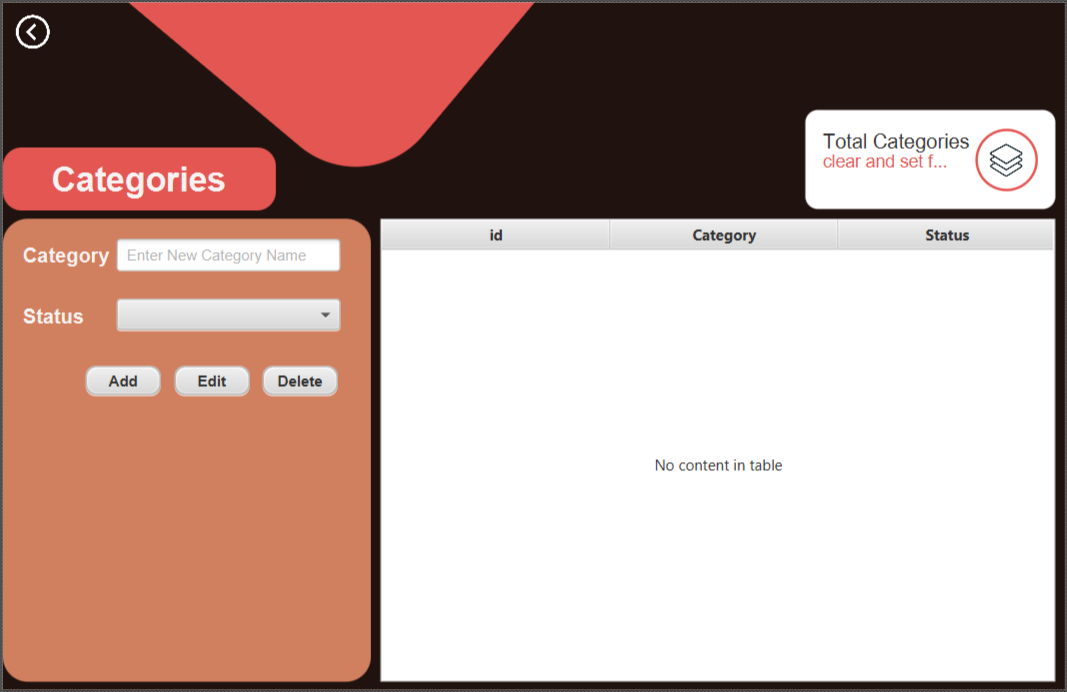 Total Categories
clear and set f...
Categories
Category
Enter New Category Name
Status
Add
Edit
Delete
id
Category
Status
No content in table